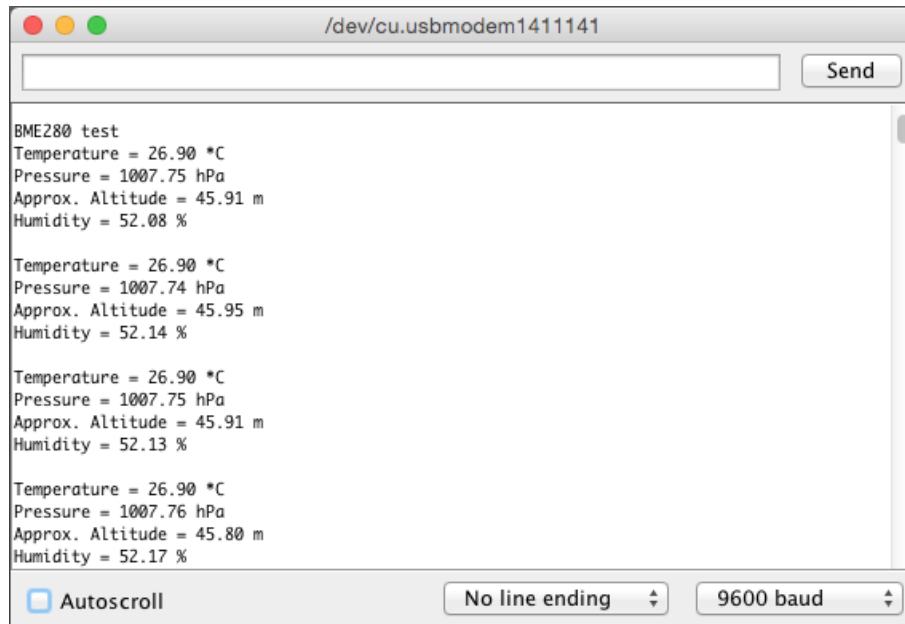 /dev/cu.usbmodem1411141
Send
BME280 test
Temperature = 26.90 *C
Pressure = 1007.75 hPa
Approx. Altitude = 45.91 m
Humidity = 52.08 %
Temperature = 26.90 *C
Pressure = 1007.74 hPa
Approx. Altitude = 45.95 m
Humidity = 52.14 %
Temperature = 26.90 *C
Pressure = 1007.75 hPa
Approx. Altitude = 45.91 m
Humidity = 52.13 %
Temperature = 26.90 *C
Pressure = 1007.76 hPa
Approx. Altitude = 45.80 m
Humidity = 52.17 %
Autoscroll No line ending 9600 baud